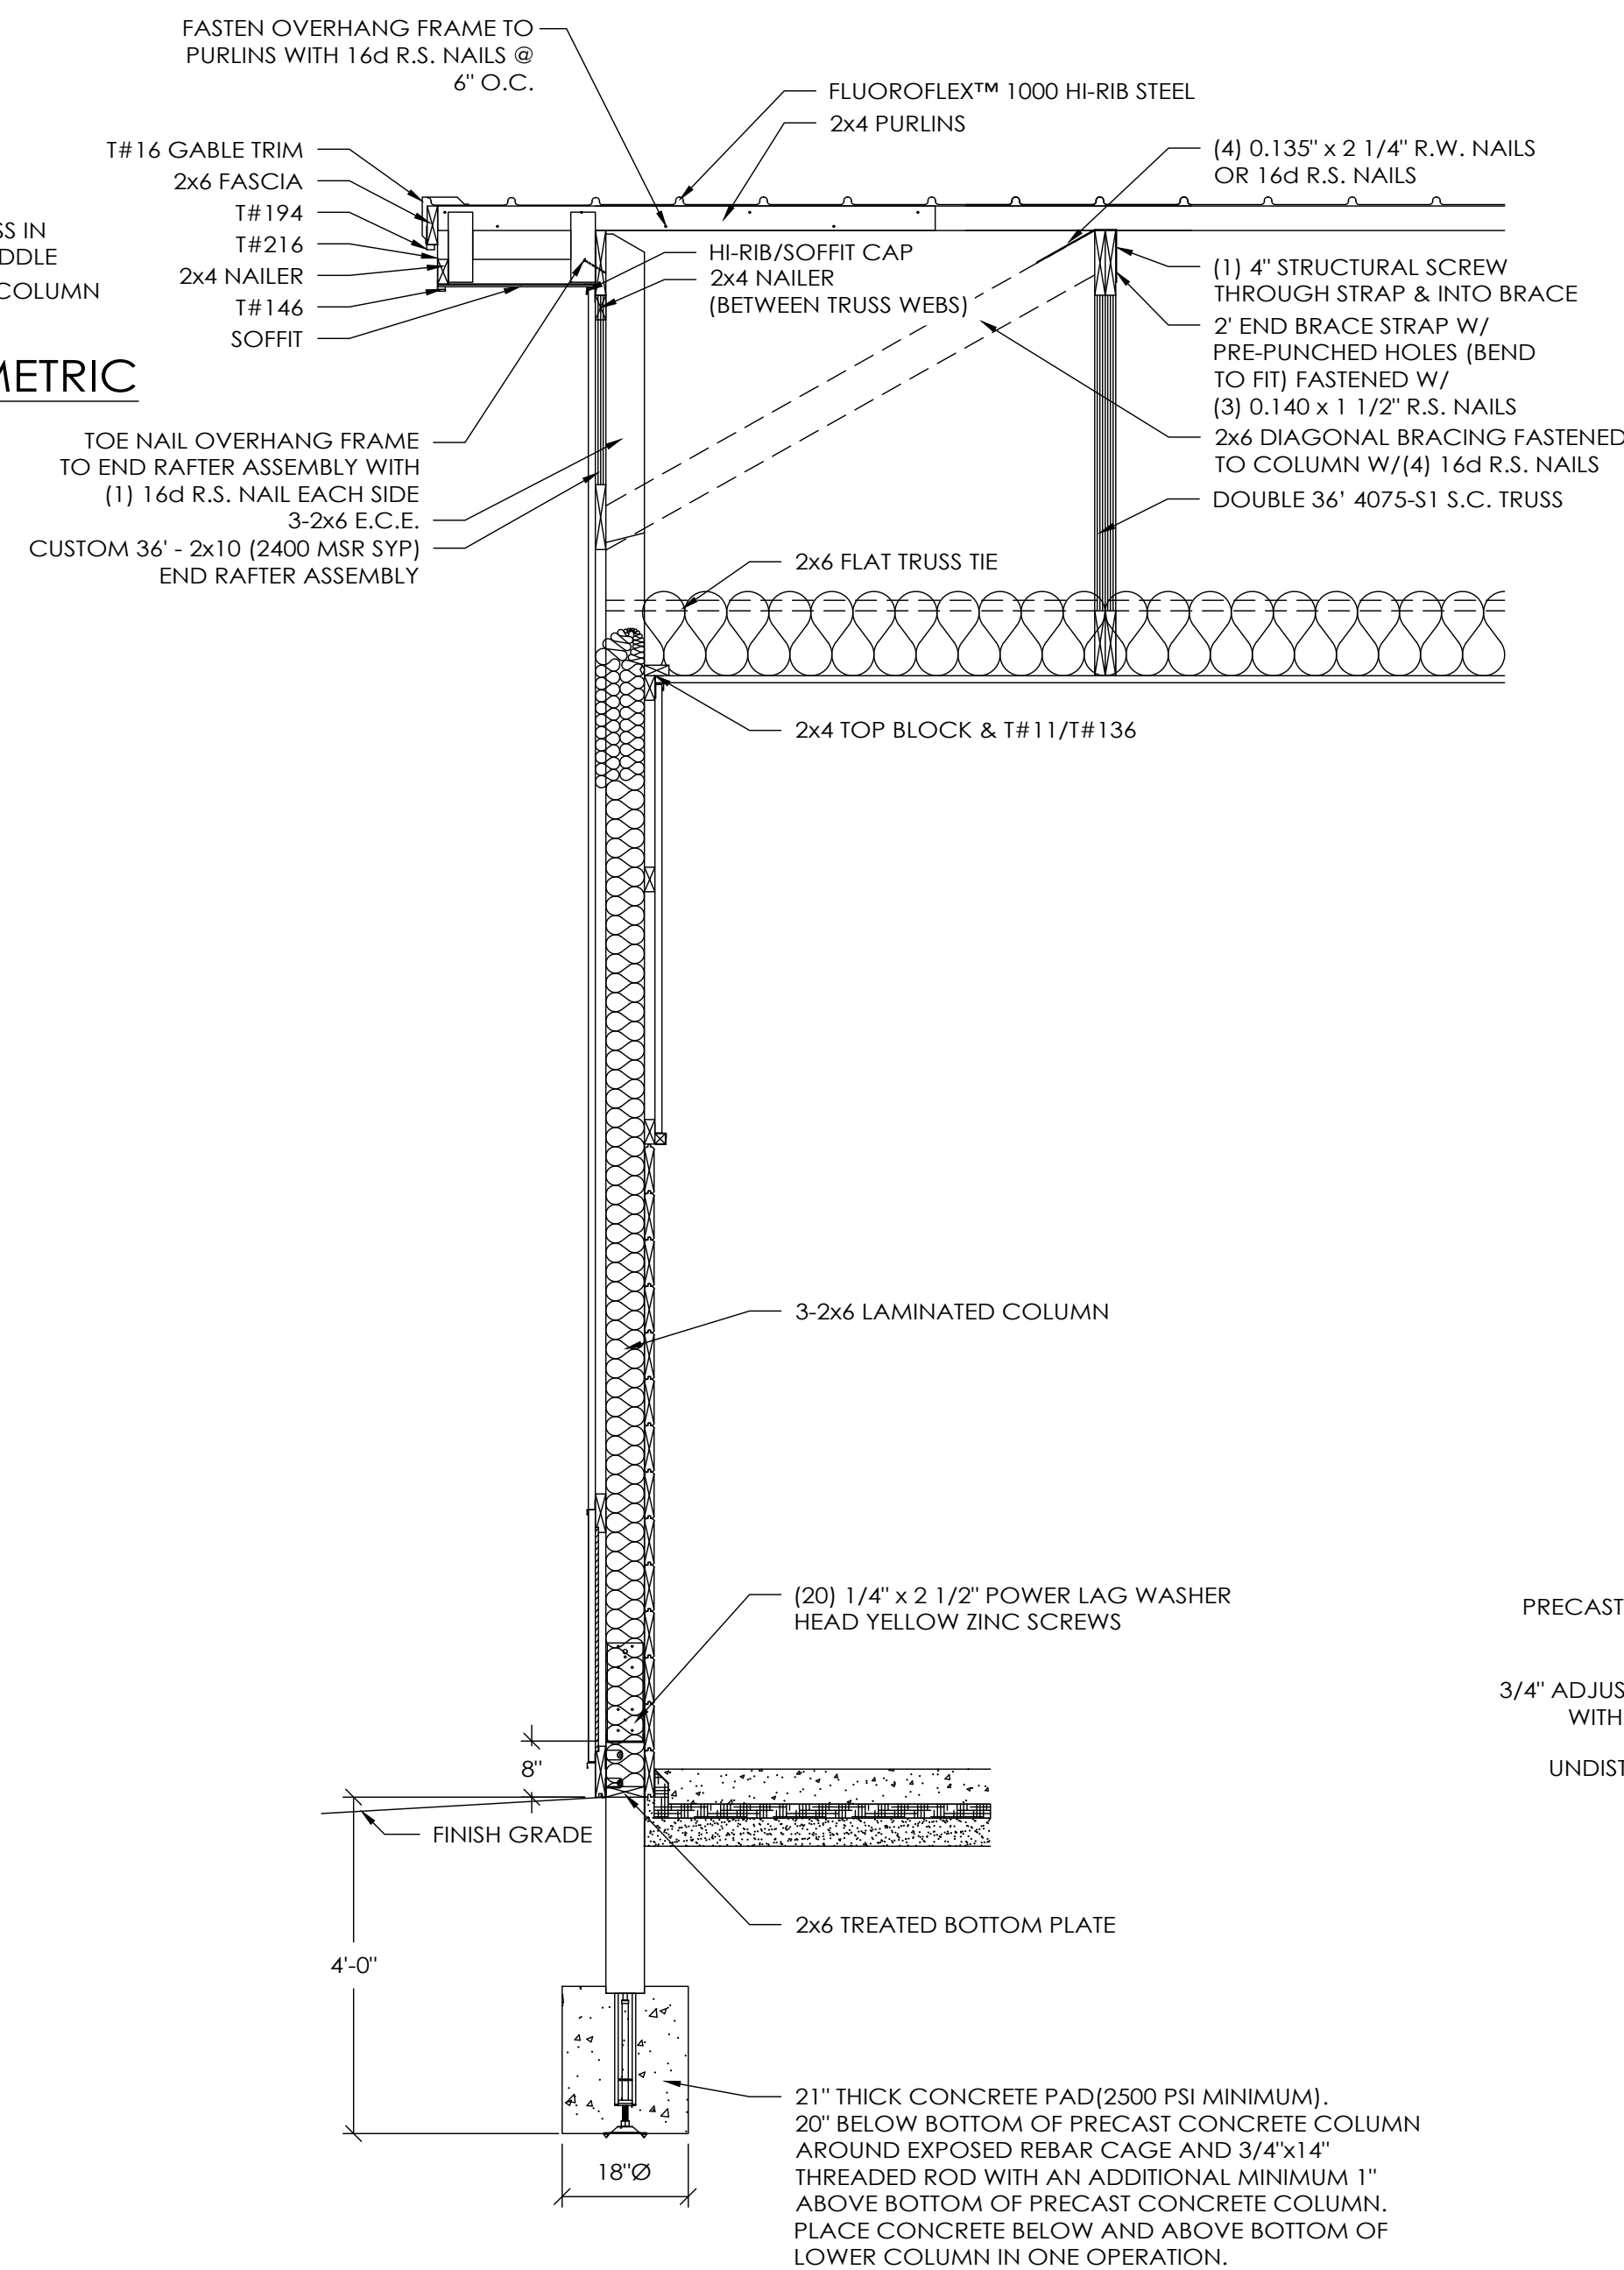 FASTEN OVERHANG FRAME TO
PURLINS WITH 16d R.S. NAILS @
6" O.C.
FLUOROFLEX™ 1000 HI-RIB STEEL
2x4 PURLINS
(4) 0.135" x 2 1/4" R.W. NAILS
OR 16d R.S. NAILS
T#16 GABLE TRIM
2x6 FASCIA
T#194
T#216
2x4 NAILER
T#146
SOFFIT
SS IN
DDLE
COLUMN
METRIC
HI-RIB/SOFFIT CAP
2x4 NAILER
(BETWEEN TRUSS WEBS)
(1) 4" STRUCTURAL SCREW
THROUGH STRAP & INTO BRACE
2' END BRACE STRAP W/
PRE-PUNCHED HOLES (BEND
TO FIT) FASTENED W/
(3) 0.140 x 1 1/2" R.S. NAILS
2x6 DIAGONAL BRACING FASTENED
TO COLUMN W/(4) 16d R.S. NAILS
DOUBLE 36' 4075-S1 S.C. TRUSS
TOE NAIL OVERHANG FRAME
TO END RAFTER ASSEMBLY WITH
(1) 16d R.S. NAIL EACH SIDE
3-2x6 E.C.E.
CUSTOM 36' - 2x10 (2400 MSR SYP)
END RAFTER ASSEMBLY
2x6 FLAT TRUSS TIE
2x4 TOP BLOCK & T#11/T#136
3-2x6 LAMINATED COLUMN
(20) 1/4" x 2 1/2" POWER LAG WASHER
HEAD YELLOW ZINC SCREWS
PRECAST
3/4" ADJUS
WITH
UNDIST
8"
FINISH GRADE
2x6 TREATED BOTTOM PLATE
4'-0"
18"Ø
21" THICK CONCRETE PAD(2500 PSI MINIMUM).
20" BELOW BOTTOM OF PRECAST CONCRETE COLUMN
AROUND EXPOSED REBAR CAGE AND 3/4"x14"
THREADED ROD WITH AN ADDITIONAL MINIMUM 1"
ABOVE BOTTOM OF PRECAST CONCRETE COLUMN.
PLACE CONCRETE BELOW AND ABOVE BOTTOM OF
LOWER COLUMN IN ONE OPERATION.